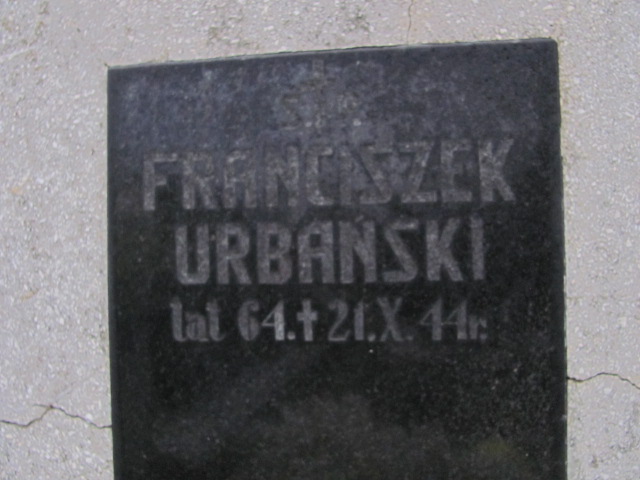 FRANCISZEK
URBAŃSKI
lat 64. † 21.X. 44r.